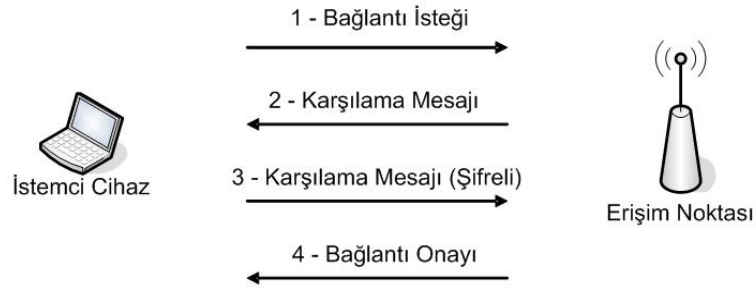 1 - Bağlantı İsteği
2 - Karşılama Mesajı
3 - Karşılama Mesajı (Şifreli)
İstemci Cihaz
Erişim Noktası
4 - Bağlantı Onayı